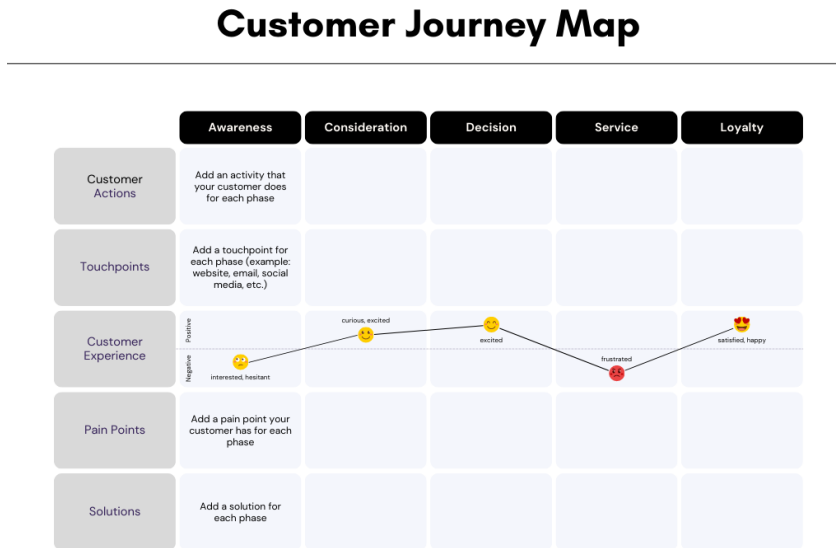 Customer Journey Map
Awareness
Consideration
Decision
Service
Loyalty
Customer
Actions
Add an activity that
your customer does
for each phase
Touchpoints
Add a touchpoint for
each phase (example:
website, email, social
media, etc.)
Customer
Experience
Positive
Negative
interested, hesitant
curious, excited
excited
frustrated
satisfied, happy
Pain Points
Add a pain point your
customer has for each
phase
Solutions
Add a solution for
each phase